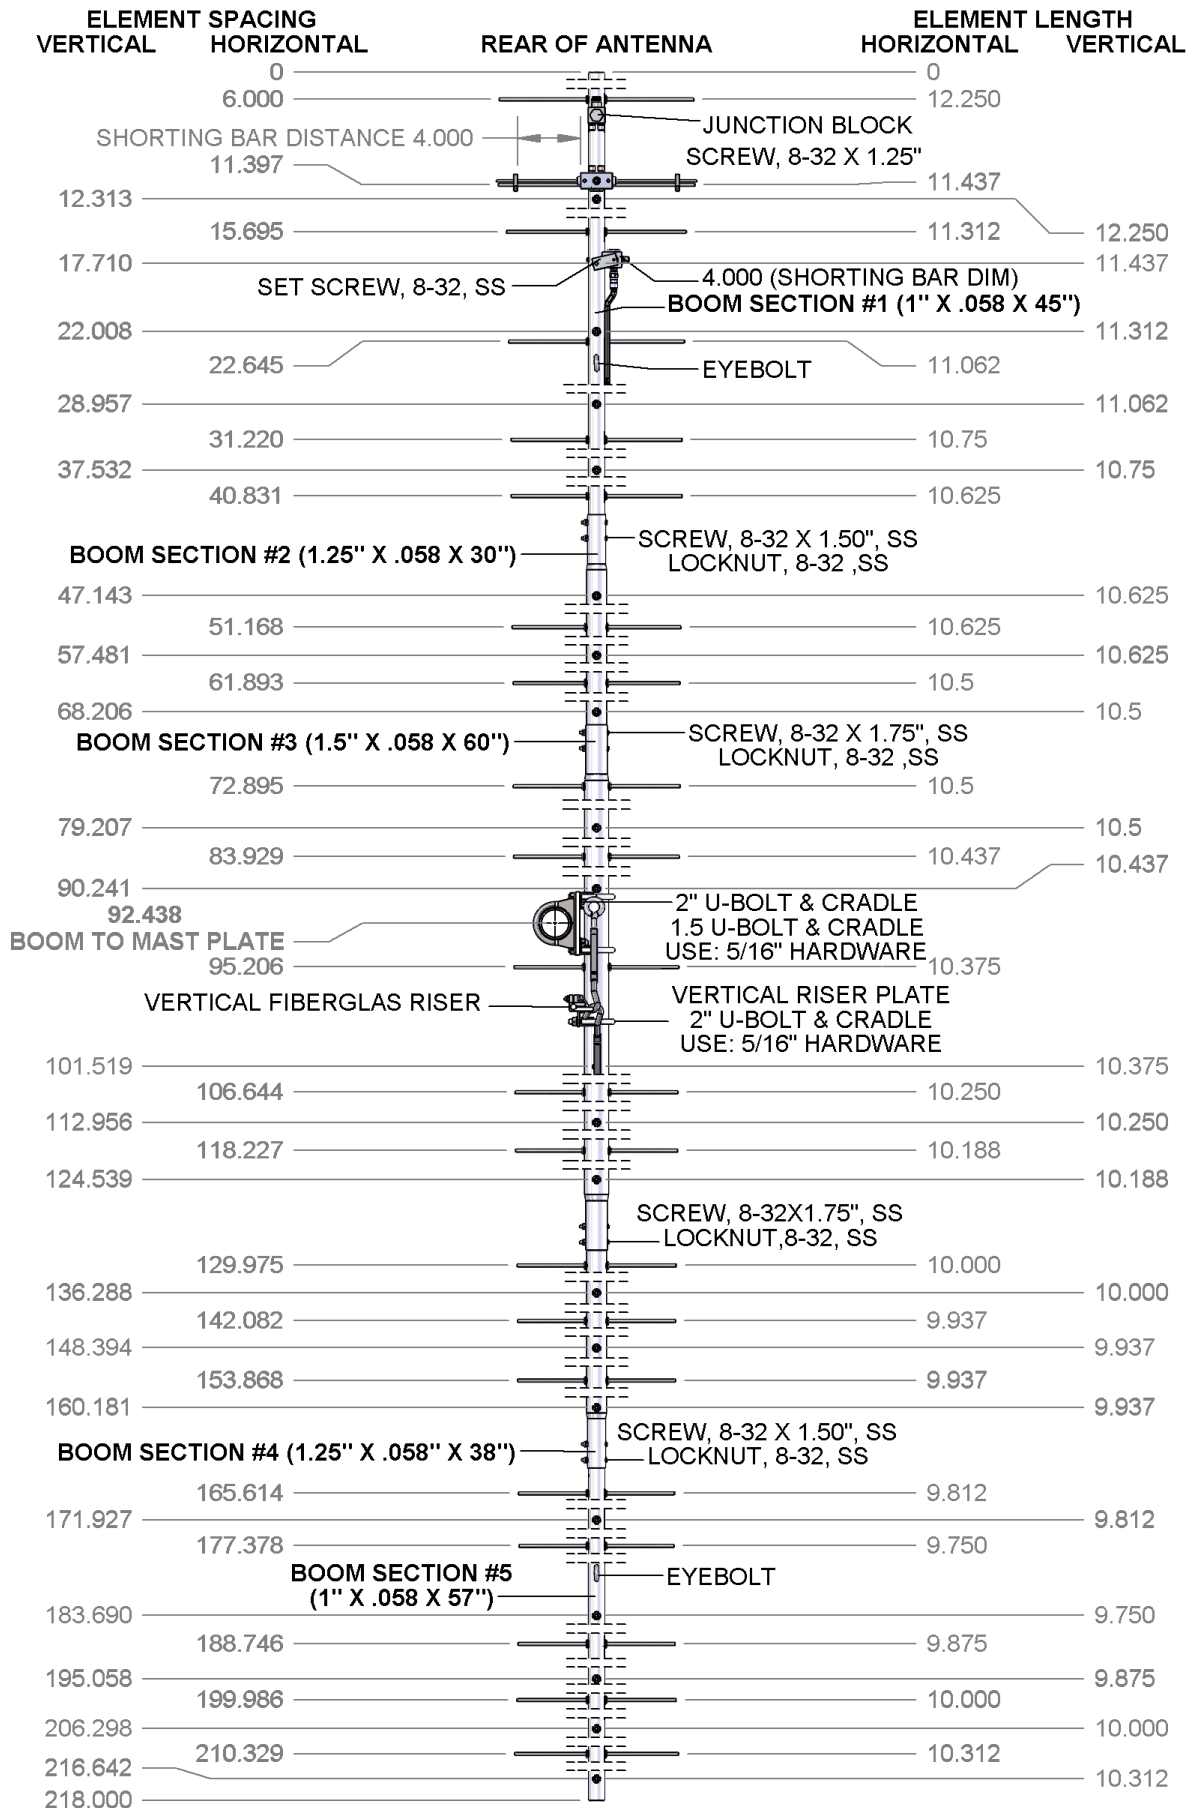 ELEMENT SPACING
ELEMENT LENGTH
VERTICAL HORIZONTAL REAR OF ANTENNA HORIZONTAL VERTICAL
0 0
6.000 12.250
JUNCTION BLOCK
SHORTING BAR DISTANCE 4.000
SCREW, 8-32 X 1.25"
11.397 11.437
12.313 12.250
15.695 11.312
17.710 11.437
4.000 (SHORTING BAR DIM)
SET SCREW, 8-32, SS
BOOM SECTION #1 (1" X .058 X 45")
22.008 11.312
22.645 11.062
EYEBOLT
28.957 11.062
31.220 10.75
37.532 10.75
40.831 10.625
SCREW, 8-32 X 1.50", SS
BOOM SECTION #2 (1.25" X .058 X 30")
LOCKNUT, 8-32 ,SS
47.143 10.625
51.168 10.625
57.481 10.625
61.893 10.5
68.206 10.5
SCREW, 8-32 X 1.75", SS
BOOM SECTION #3 (1.5" X .058 X 60")
LOCKNUT, 8-32 ,SS
72.895 10.5
79.207 10.5
83.929 10.437
90.241 10.437
92.438
BOOM TO MAST PLATE
2" U-BOLT & CRADLE
1.5 U-BOLT & CRADLE
USE: 5/16" HARDWARE
95.206 10.375
VERTICAL FIBERGLAS RISER
VERTICAL RISER PLATE
2" U-BOLT & CRADLE
USE: 5/16" HARDWARE
101.519 10.375
106.644 10.250
112.956 10.250
118.227 10.188
124.539 10.188
SCREW, 8-32X1.75", SS
LOCKNUT,8-32, SS
129.975 10.000
136.288 10.000
142.082 9.937
148.394 9.937
153.868 9.937
160.181 9.937
SCREW, 8-32 X 1.50", SS
BOOM SECTION #4 (1.25" X .058" X 38")
LOCKNUT, 8-32, SS
165.614 9.812
171.927 9.812
177.378 9.750
BOOM SECTION #5
(1" X .058 X 57")
EYEBOLT
183.690 9.750
188.746 9.875
195.058 9.875
199.986 10.000
206.298 10.000
210.329 10.312
216.642 10.312
218.000